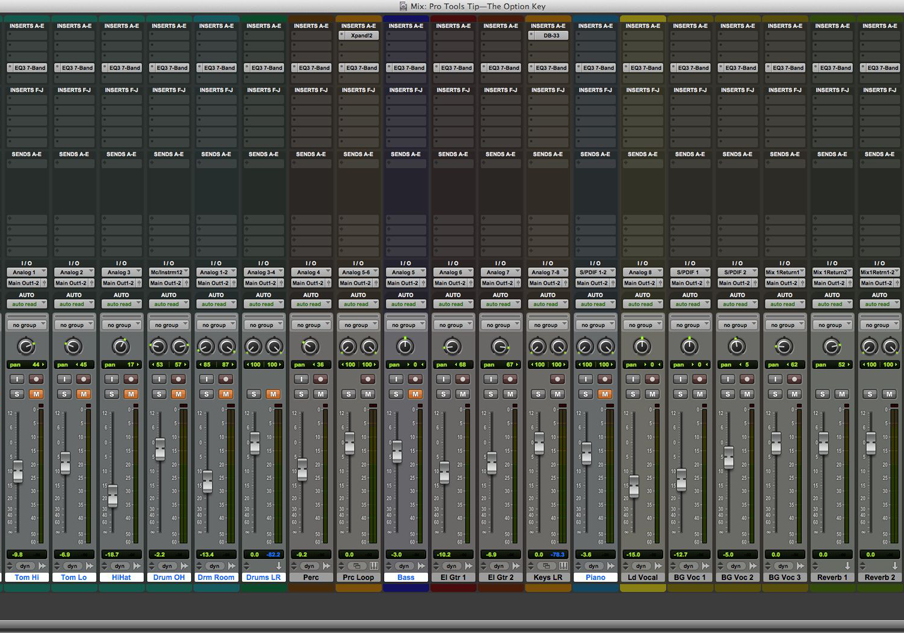 Mix: Pro Tools Tip—The Option Key
INSERTS A-E INSERTS A-E INSERTS A-E INSERTS A-E INSERTS A-E INSERTS A-E INSERTS A-E INSERTS A-E INSERTS A-E INSERTS A-E INSERTS A-E INSERTS A-E INSERTS A-E INSERTS A-E INSERTS A-E INSERTS A-E INSERTS A-E INSERTS A-E INSERTS A-E
Xpand!2 DB-33
EQ3 7-Band EQ3 7-Band EQ3 7-Band EQ3 7-Band EQ3 7-Band EQ3 7-Band EQ3 7-Band EQ3 7-Band EQ3 7-Band EQ3 7-Band EQ3 7-Band EQ3 7-Band EQ3 7-Band EQ3 7-Band EQ3 7-Band EQ3 7-Band EQ3 7-Band EQ3 7-Band EQ3 7-Band
INSERTS F-J INSERTS F-J INSERTS F-J INSERTS F-J INSERTS F-J INSERTS F-J INSERTS F-J INSERTS F-J INSERTS F-J INSERTS F-J INSERTS F-J INSERTS F-J INSERTS F-J INSERTS F-J INSERTS F-J INSERTS F-J INSERTS F-J INSERTS F-J INSERTS F-J
SENDS A-E SENDS A-E SENDS A-E SENDS A-E SENDS A-E SENDS A-E SENDS A-E SENDS A-E SENDS A-E SENDS A-E SENDS A-E SENDS A-E SENDS A-E SENDS A-E SENDS A-E SENDS A-E SENDS A-E SENDS A-E SENDS A-E
I / O I / O I / O I / O I / O I / O I / O I / O I / O I / O I / O I / O I / O I / O I / O I / O I / O I / O I / O
Analog 1 Analog 2 Analog 3 Mc/Instrm12 Analog 1-2 Analog 3-4 Analog 4 Analog 5-6 Analog 5 Analog 6 Analog 7 Analog 7-8 S/PDIF 1-2 Analog 8 S/PDIF 1 S/PDIF 2 Mix 1Return1 Mix 1Return2 Mix1Retrn1-2
Main Out1-2 Main Out1-2 Main Out1-2 Main Out1-2 Main Out1-2 Main Out1-2 Main Out1-2 Main Out1-2 Main Out1-2 Main Out1-2 Main Out1-2 Main Out1-2 Main Out1-2 Main Out1-2 Main Out1-2 Main Out1-2 Main Out1-2 Main Out1-2 Main Out1-2
AUTO AUTO AUTO AUTO AUTO AUTO AUTO AUTO AUTO AUTO AUTO AUTO AUTO AUTO AUTO AUTO AUTO AUTO AUTO
auto read auto read auto read auto read auto read auto read auto read auto read auto read auto read auto read auto read auto read auto read auto read auto read auto read auto read auto read
no group no group no group no group no group no group no group no group no group no group no group no group no group no group no group no group no group no group no group
pan 44 pan 45 pan 17 53 57 85 87 100 100 pan 36 100 100 pan 0 pan 68 pan 67 100 100 100 100 pan 0 pan 0 pan 5 pan 62 pan 52 100 100
S M S M S M S M S M S M S M S M S M S M S M S M S M S M S M S M S M S M S M
-9.8 -6.9 -18.7 -2.2 -13.4 0.0 -82.2 -9.2 0.0 -3.0 -10.2 -6.9 0.0 -76.3 -3.6 -15.0 -12.7 -5.0 0.0 0.0 0.0
dyn dyn dyn dyn dyn dyn dyn dyn dyn dyn dyn dyn dyn dyn
Tom Hi Tom Lo HiHat Drum OH Drm Room Drums LR Perc Prc Loop Bass El Gtr 1 El Gtr 2 Keys LR Piano Ld Vocal BG Voc 1 BG Voc 2 BG Voc 3 Reverb 1 Reverb 2